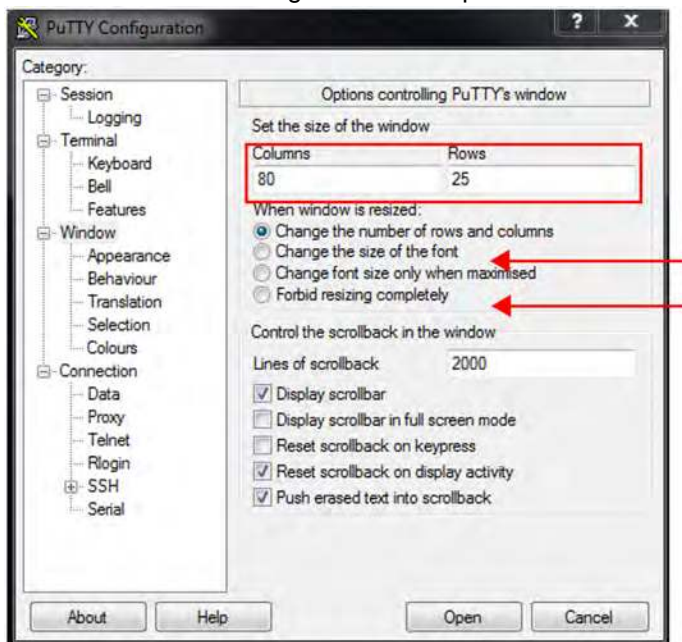 PuTTY Configuration
? x
Category:
Session
Logging
Terminal
Keyboard
Bell
Features
Window
Appearance
Behaviour
Translation
Selection
Colours
Connection
Data
Proxy
Telnet
Rlogin
SSH
Serial
Options controlling PuTTY's window
Set the size of the window
Columns Rows
80 25
When window is resized:
Change the number of rows and columns
Change the size of the font
Change font size only when maximised
Forbid resizing completely
Control the scrollback in the window
Lines of scrollback 2000
Display scrollbar
Display scrollbar in full screen mode
Reset scrollback on keypress
Reset scrollback on display activity
Push erased text into scrollback
About Help Open Cancel